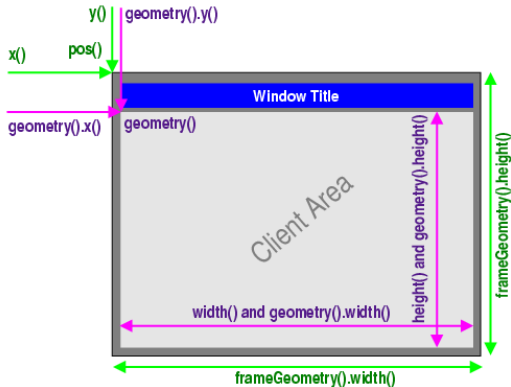 y()
geometry().y()
x()
pos()
Window Title
geometry().x()
geometry()
Client Area
height() and geometry().height()
frameGeometry().height()
width() and geometry().width()
frameGeometry().width()